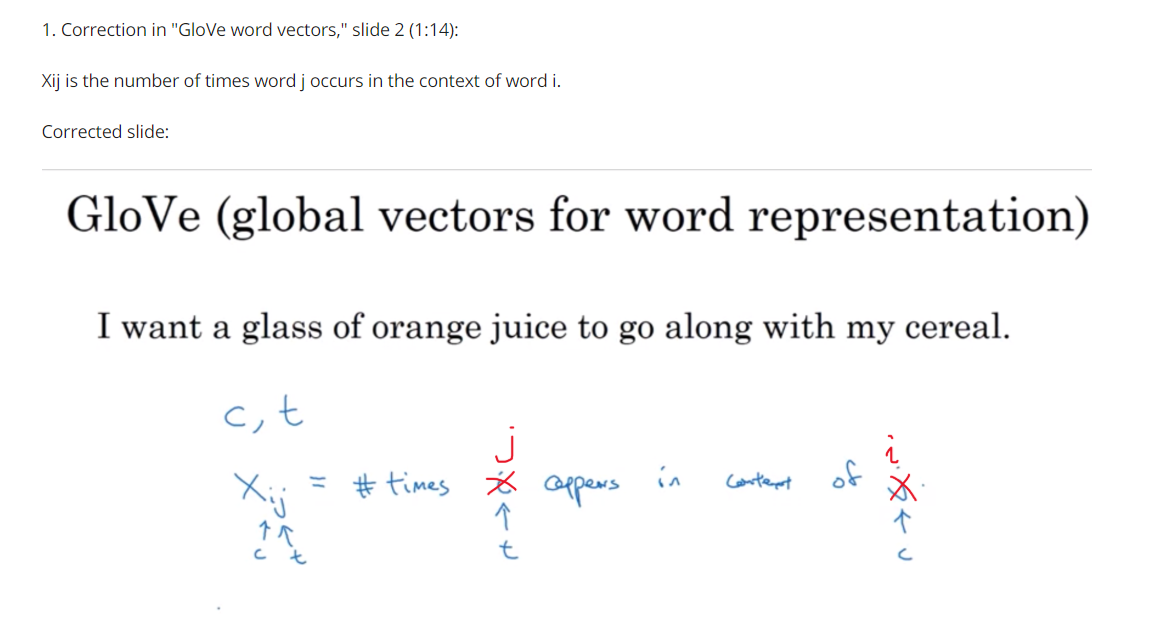 1. Correction in "GloVe word vectors," slide 2 (1:14):
Xij is the number of times word j occurs in the context of word i.
Corrected slide:
GloVe (global vectors for word representation)
I want a glass of orange juice to go along with my cereal.
c, t
j i
Xij = # times i appears in context of j.
↑ ↑ ↑ ↑
c t t c